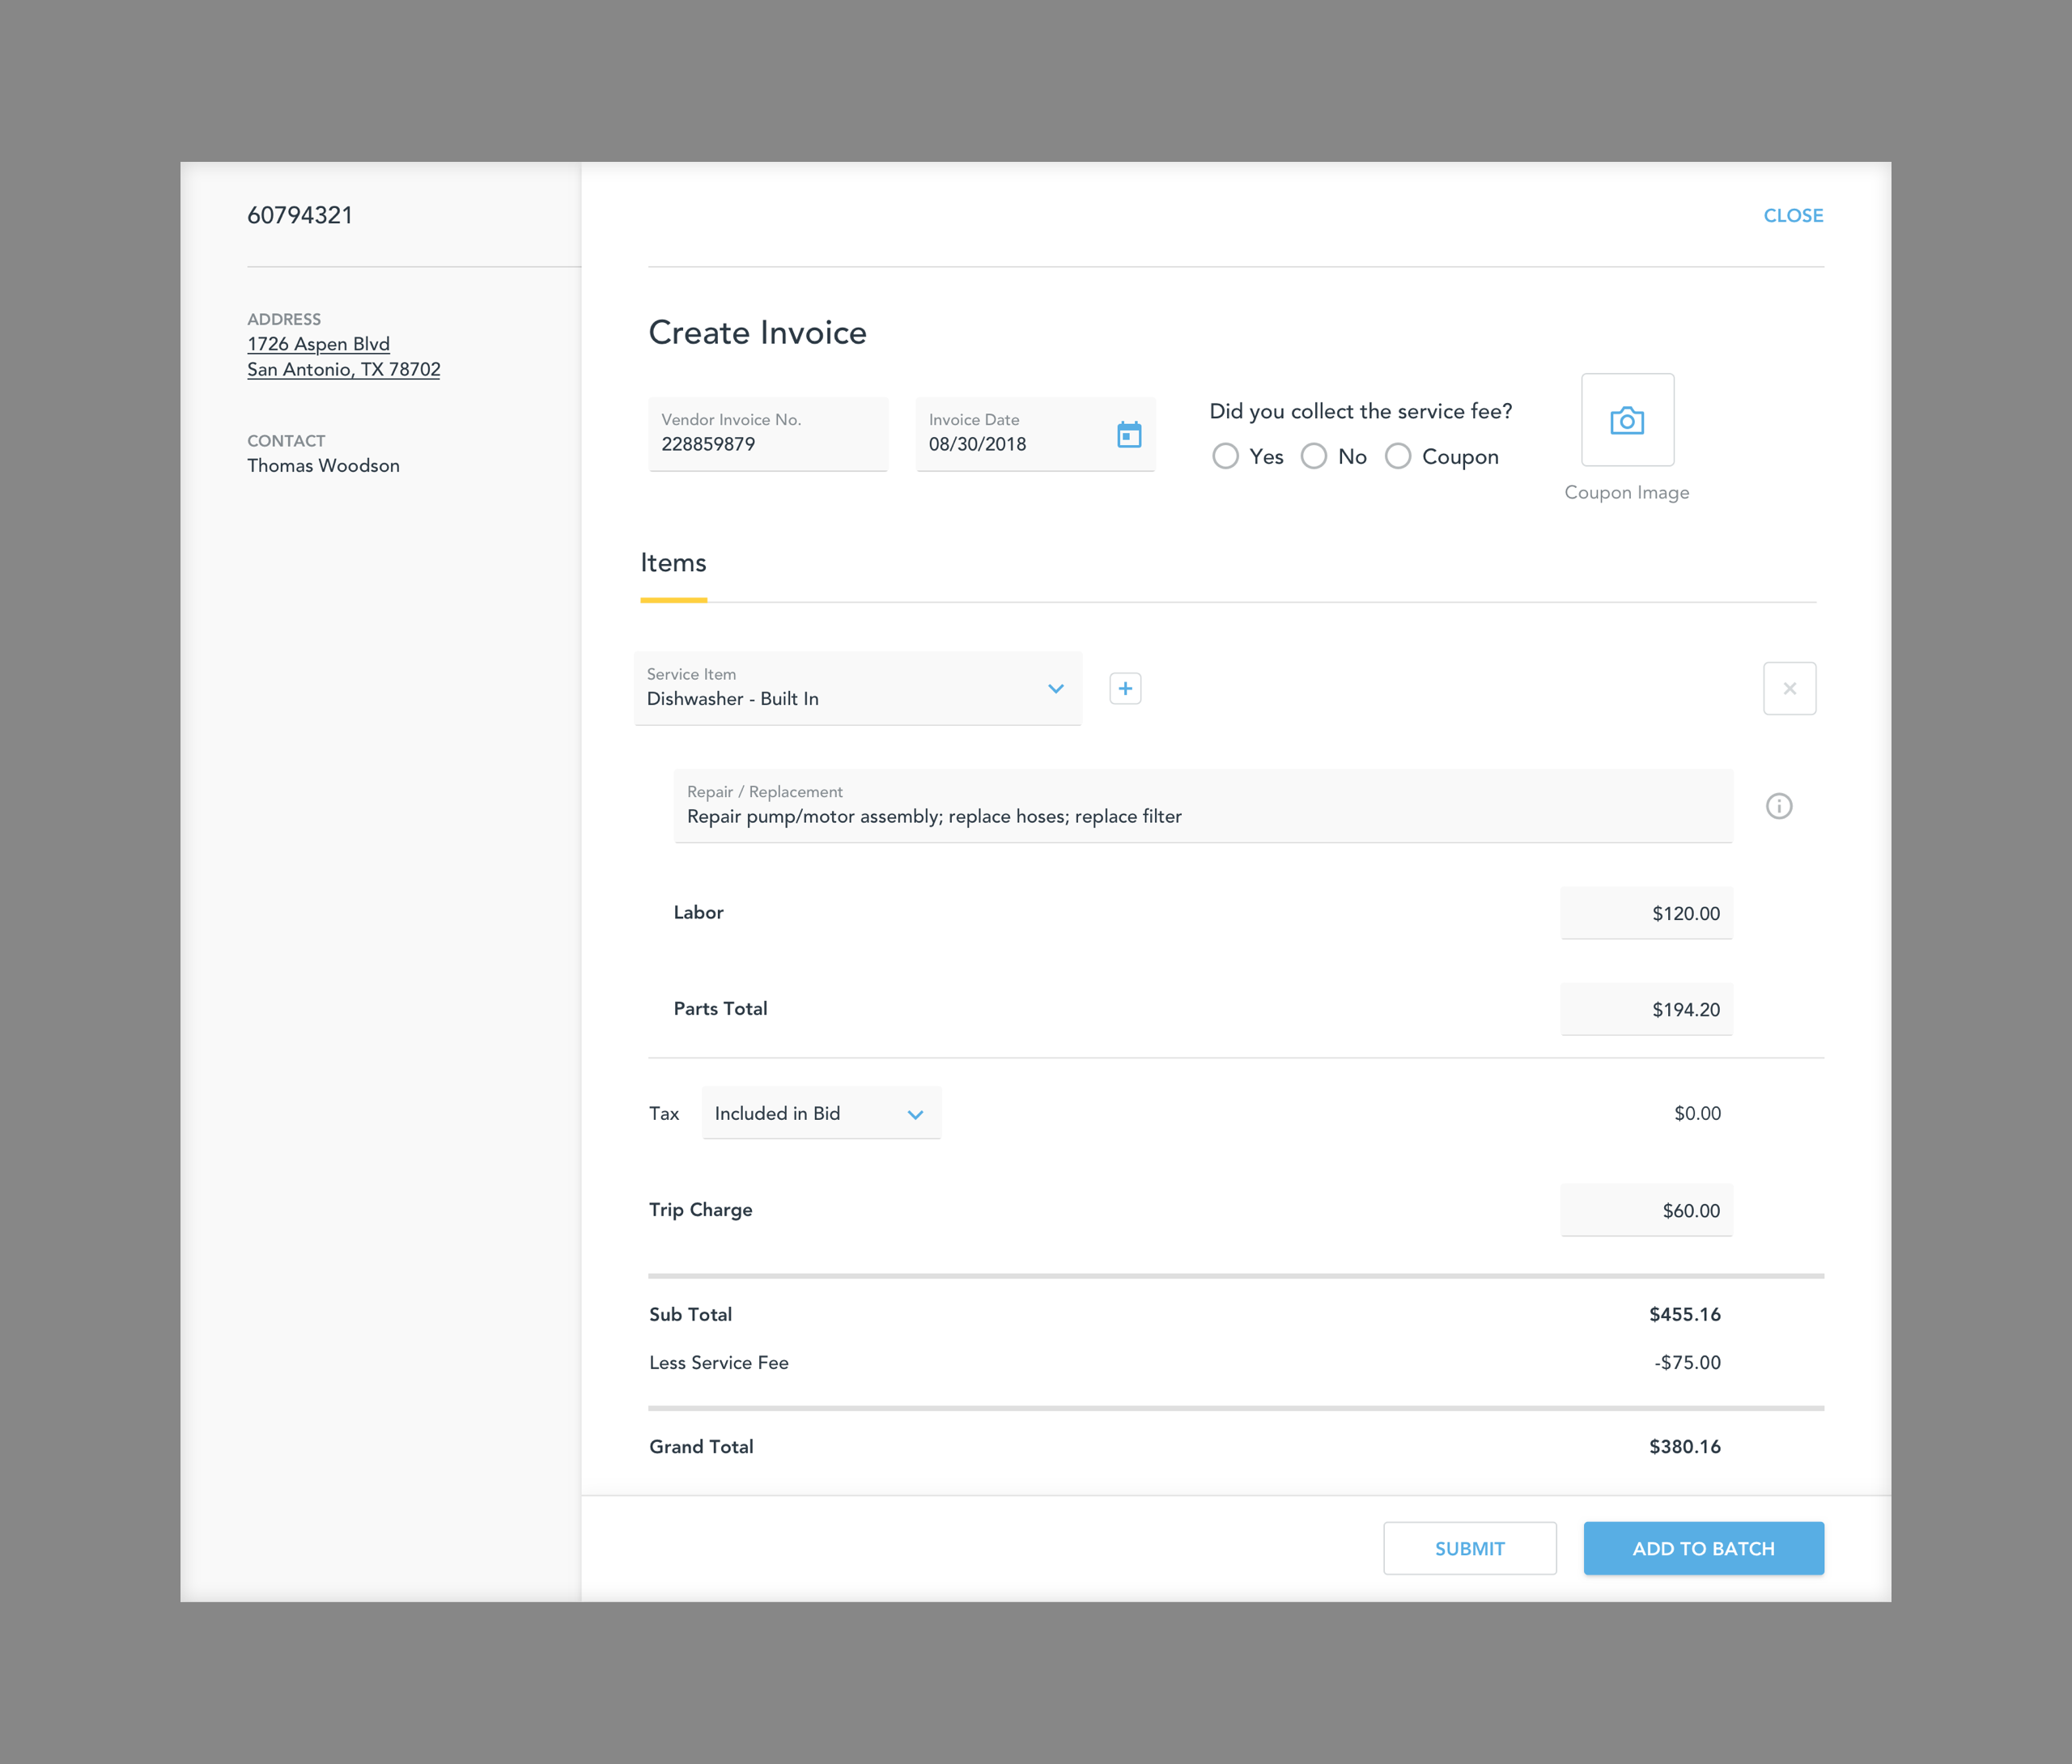 60794321
CLOSE
ADDRESS
1726 Aspen Blvd
San Antonio, TX 78702
CONTACT
Thomas Woodson
Create Invoice
Vendor Invoice No.
228859879
Invoice Date
08/30/2018
Did you collect the service fee?
Yes No Coupon
Coupon Image
Items
Service Item
Dishwasher - Built In
Repair / Replacement
Repair pump/motor assembly; replace hoses; replace filter
Labor $120.00
Parts Total $194.20
Tax Included in Bid $0.00
Trip Charge $60.00
Sub Total $455.16
Less Service Fee -$75.00
Grand Total $380.16
SUBMIT ADD TO BATCH